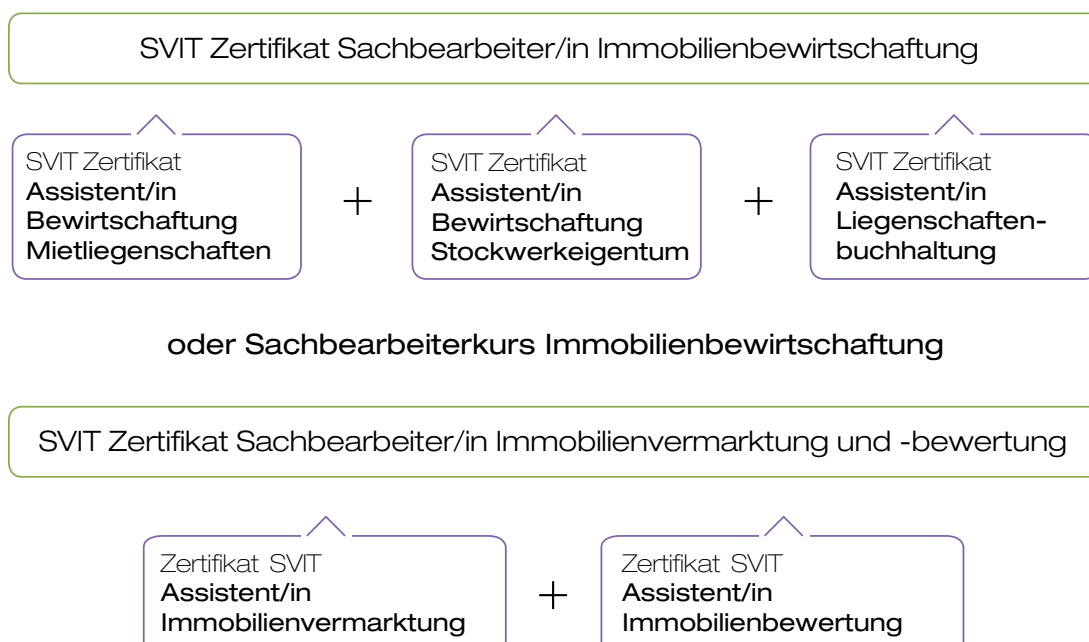 SVIT Zertifikat Sachbearbeiter/in Immobilienbewirtschaftung
SVIT Zertifikat
Assistent/in
Bewirtschaftung
Mietliegenschaften
+
SVIT Zertifikat
Assistent/in
Bewirtschaftung
Stockwerkeigentum
+
SVIT Zertifikat
Assistent/in
Liegenschaften-
buchhaltung
oder Sachbearbeiterkurs Immobilienbewirtschaftung
SVIT Zertifikat Sachbearbeiter/in Immobilienvermarktung und -bewertung
Zertifikat SVIT
Assistent/in
Immobilienvermarktung
+
Zertifikat SVIT
Assistent/in
Immobilienbewertung